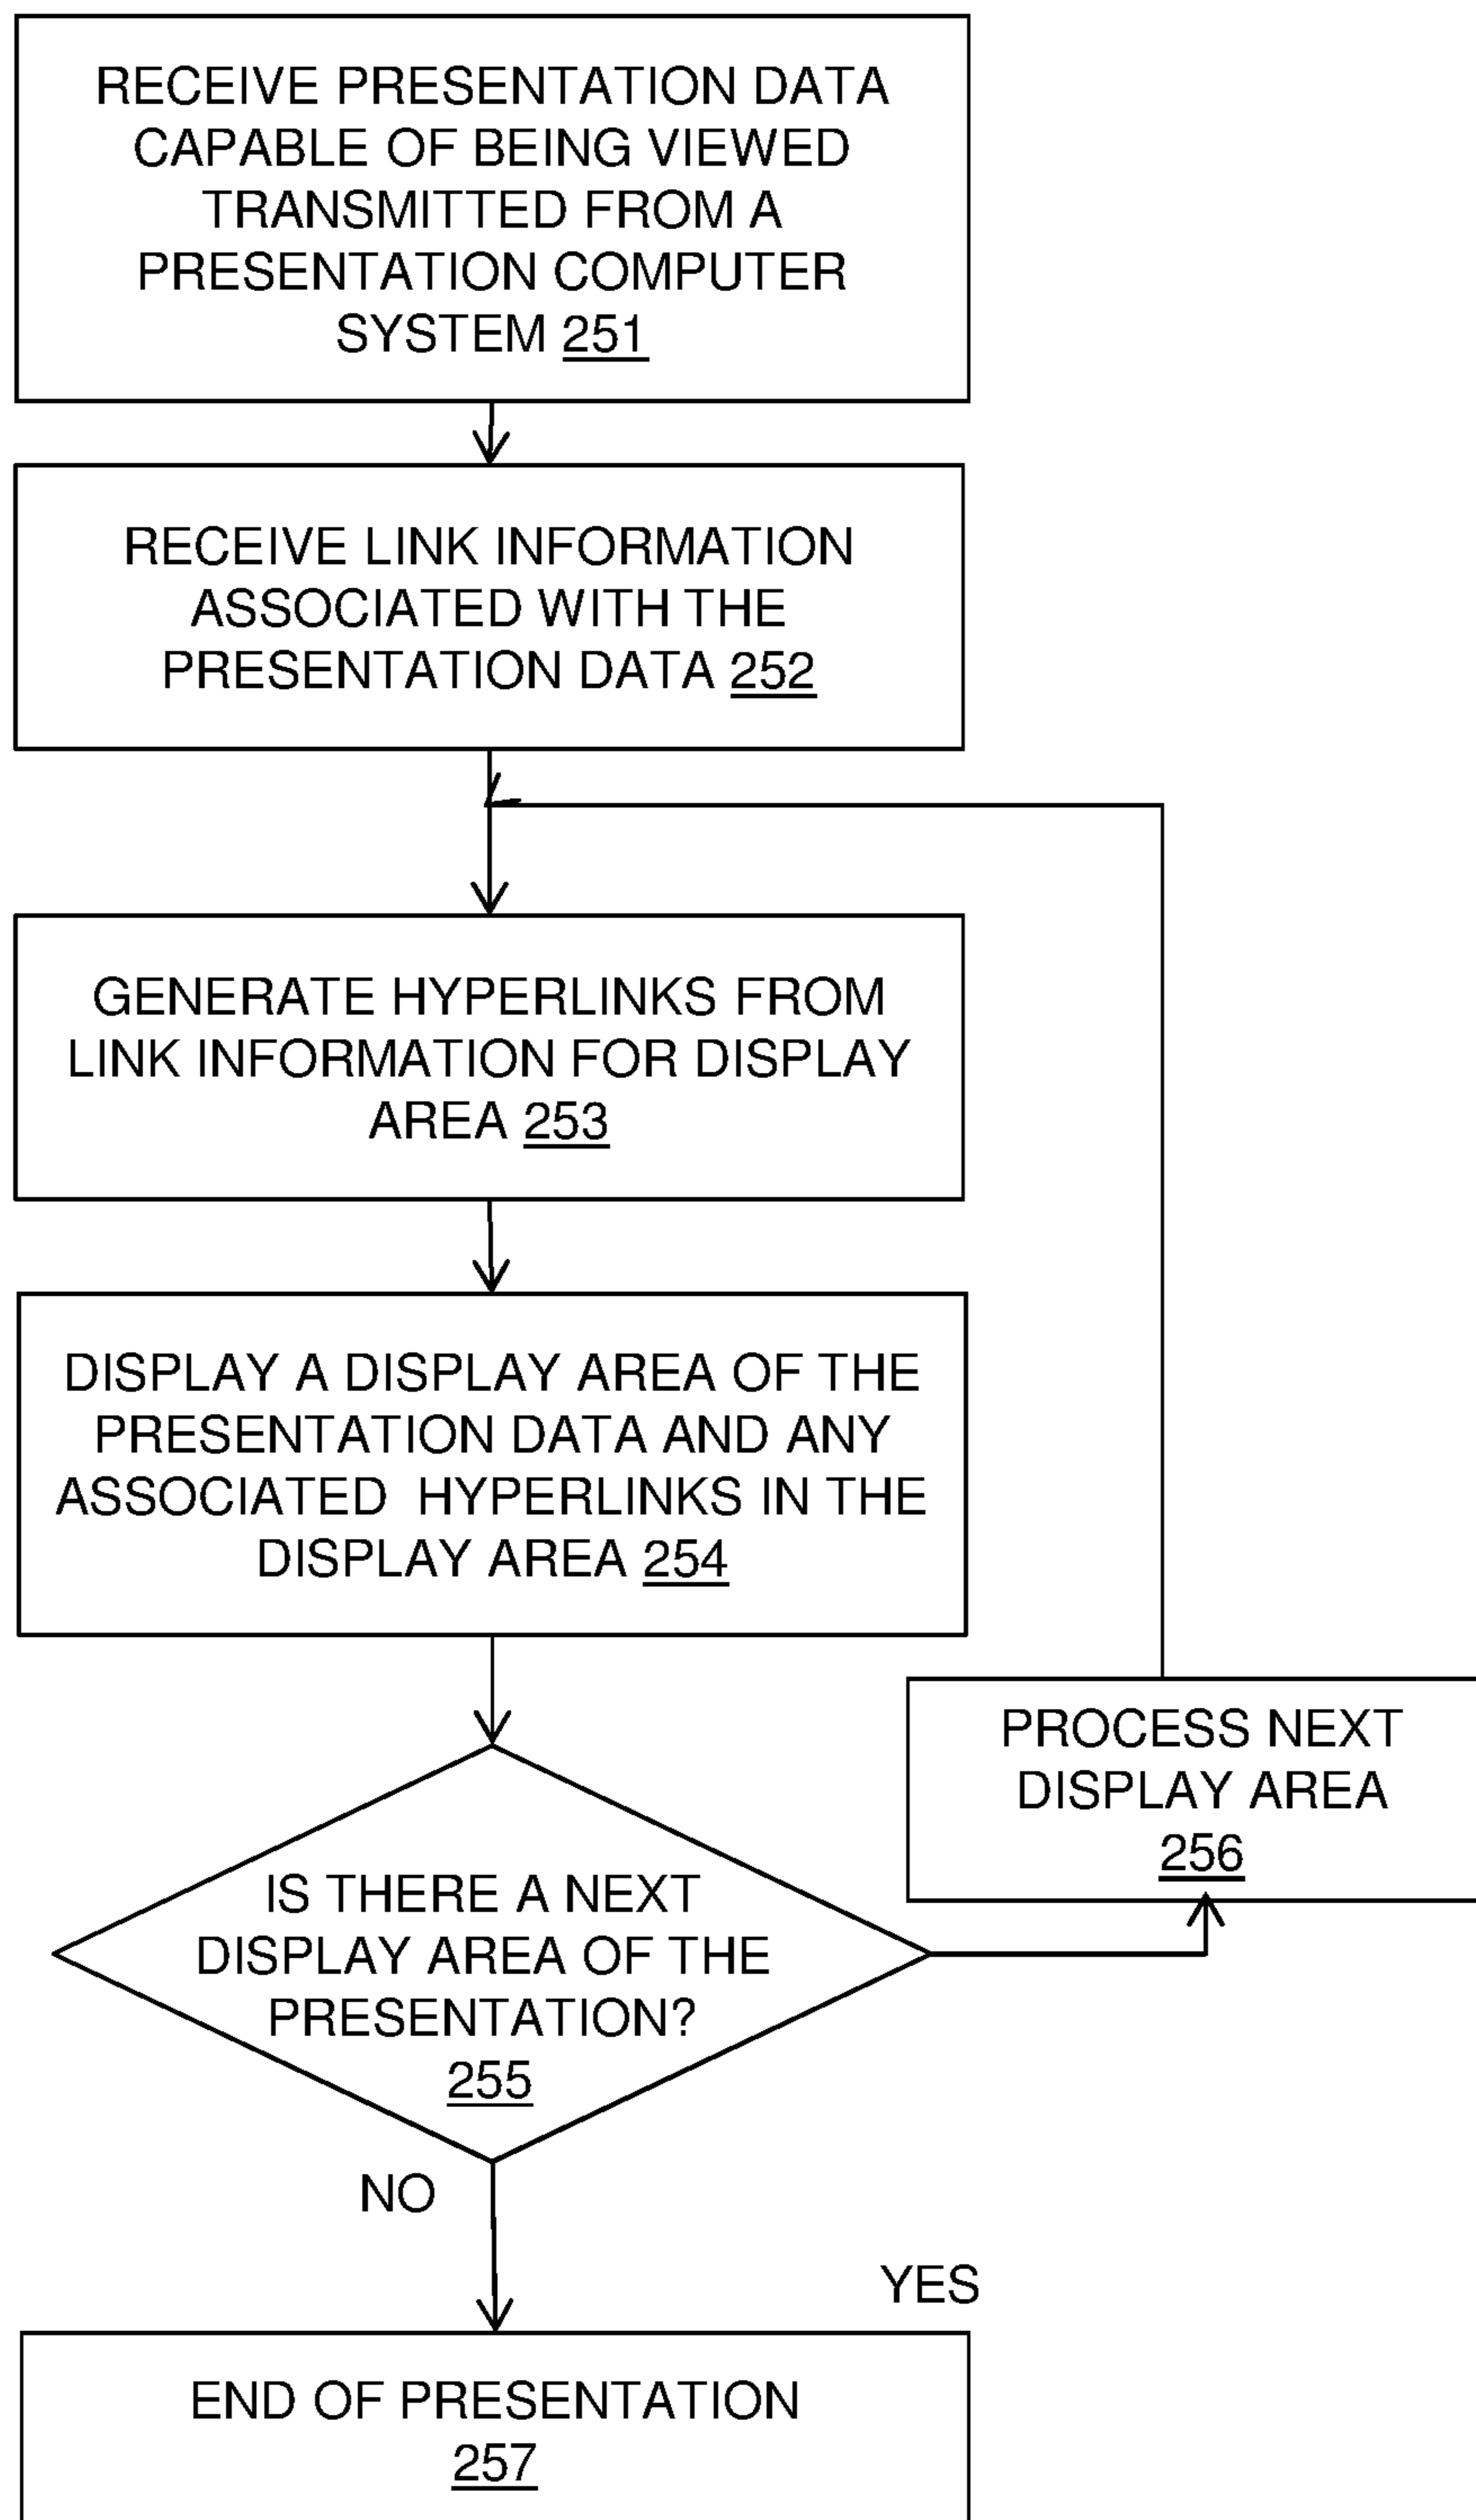 RECEIVE PRESENTATION DATA
CAPABLE OF BEING VIEWED
TRANSMITTED FROM A
PRESENTATION COMPUTER
SYSTEM 251
RECEIVE LINK INFORMATION
ASSOCIATED WITH THE
PRESENTATION DATA 252
GENERATE HYPERLINKS FROM
LINK INFORMATION FOR DISPLAY
AREA 253
DISPLAY A DISPLAY AREA OF THE
PRESENTATION DATA AND ANY
ASSOCIATED HYPERLINKS IN THE
DISPLAY AREA 254
PROCESS NEXT
DISPLAY AREA
256
IS THERE A NEXT
DISPLAY AREA OF THE
PRESENTATION?
255
NO
YES
END OF PRESENTATION
257